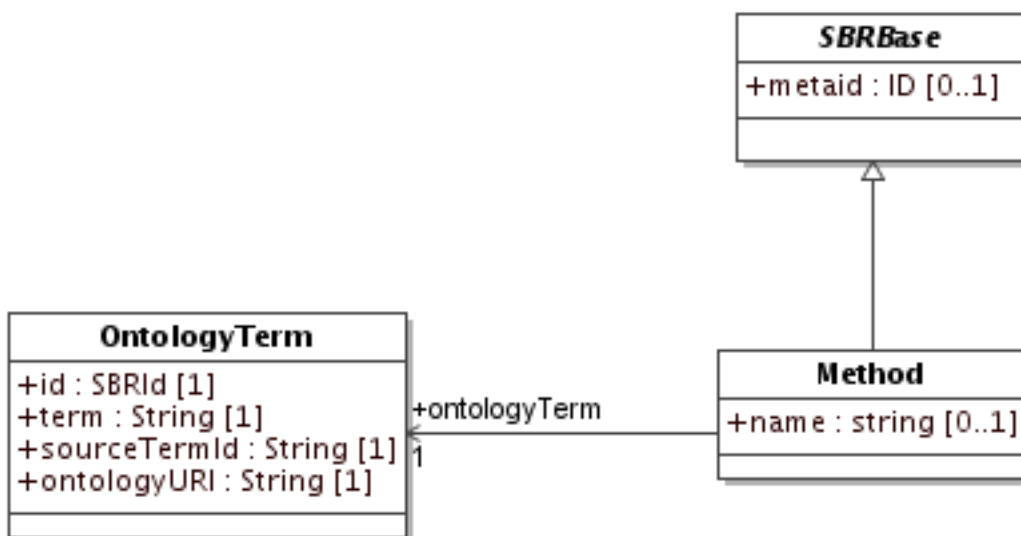 SBRBase
+metaid : ID [0..1]
OntologyTerm
+id : SBRId [1]
+term : String [1]
+sourceTermId : String [1]
+ontologyURI : String [1]
+ontologyTerm
1
Method
+name : string [0..1]